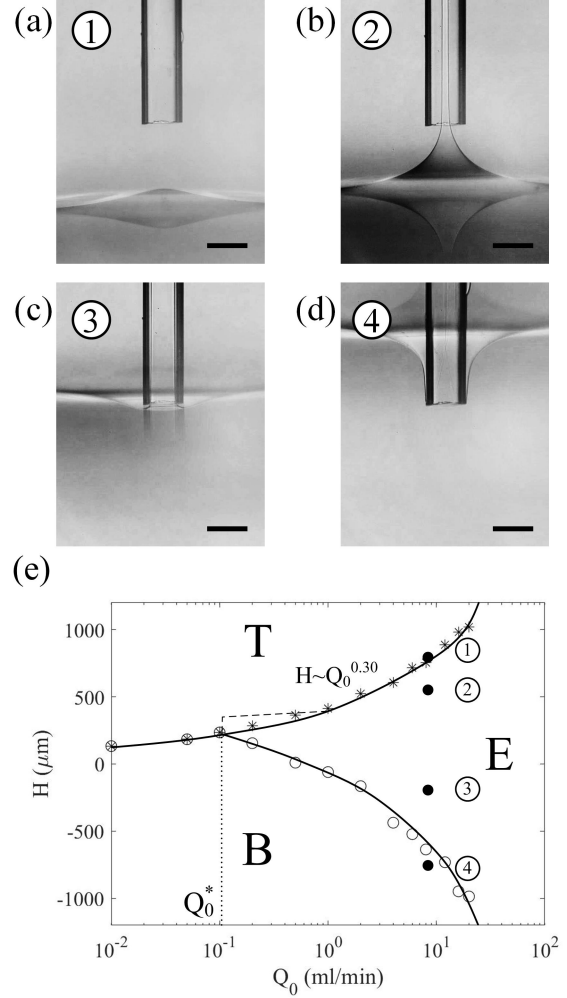 (a)
1
(b)
2
(c)
3
(d)
4
(e)
T
H~Q₀^0.30
E
B
Q₀*
1
2
3
4
1000
500
0
-500
-1000
H (μm)
10^-2
10^-1
10^0
10^1
10^2
Q₀ (ml/min)